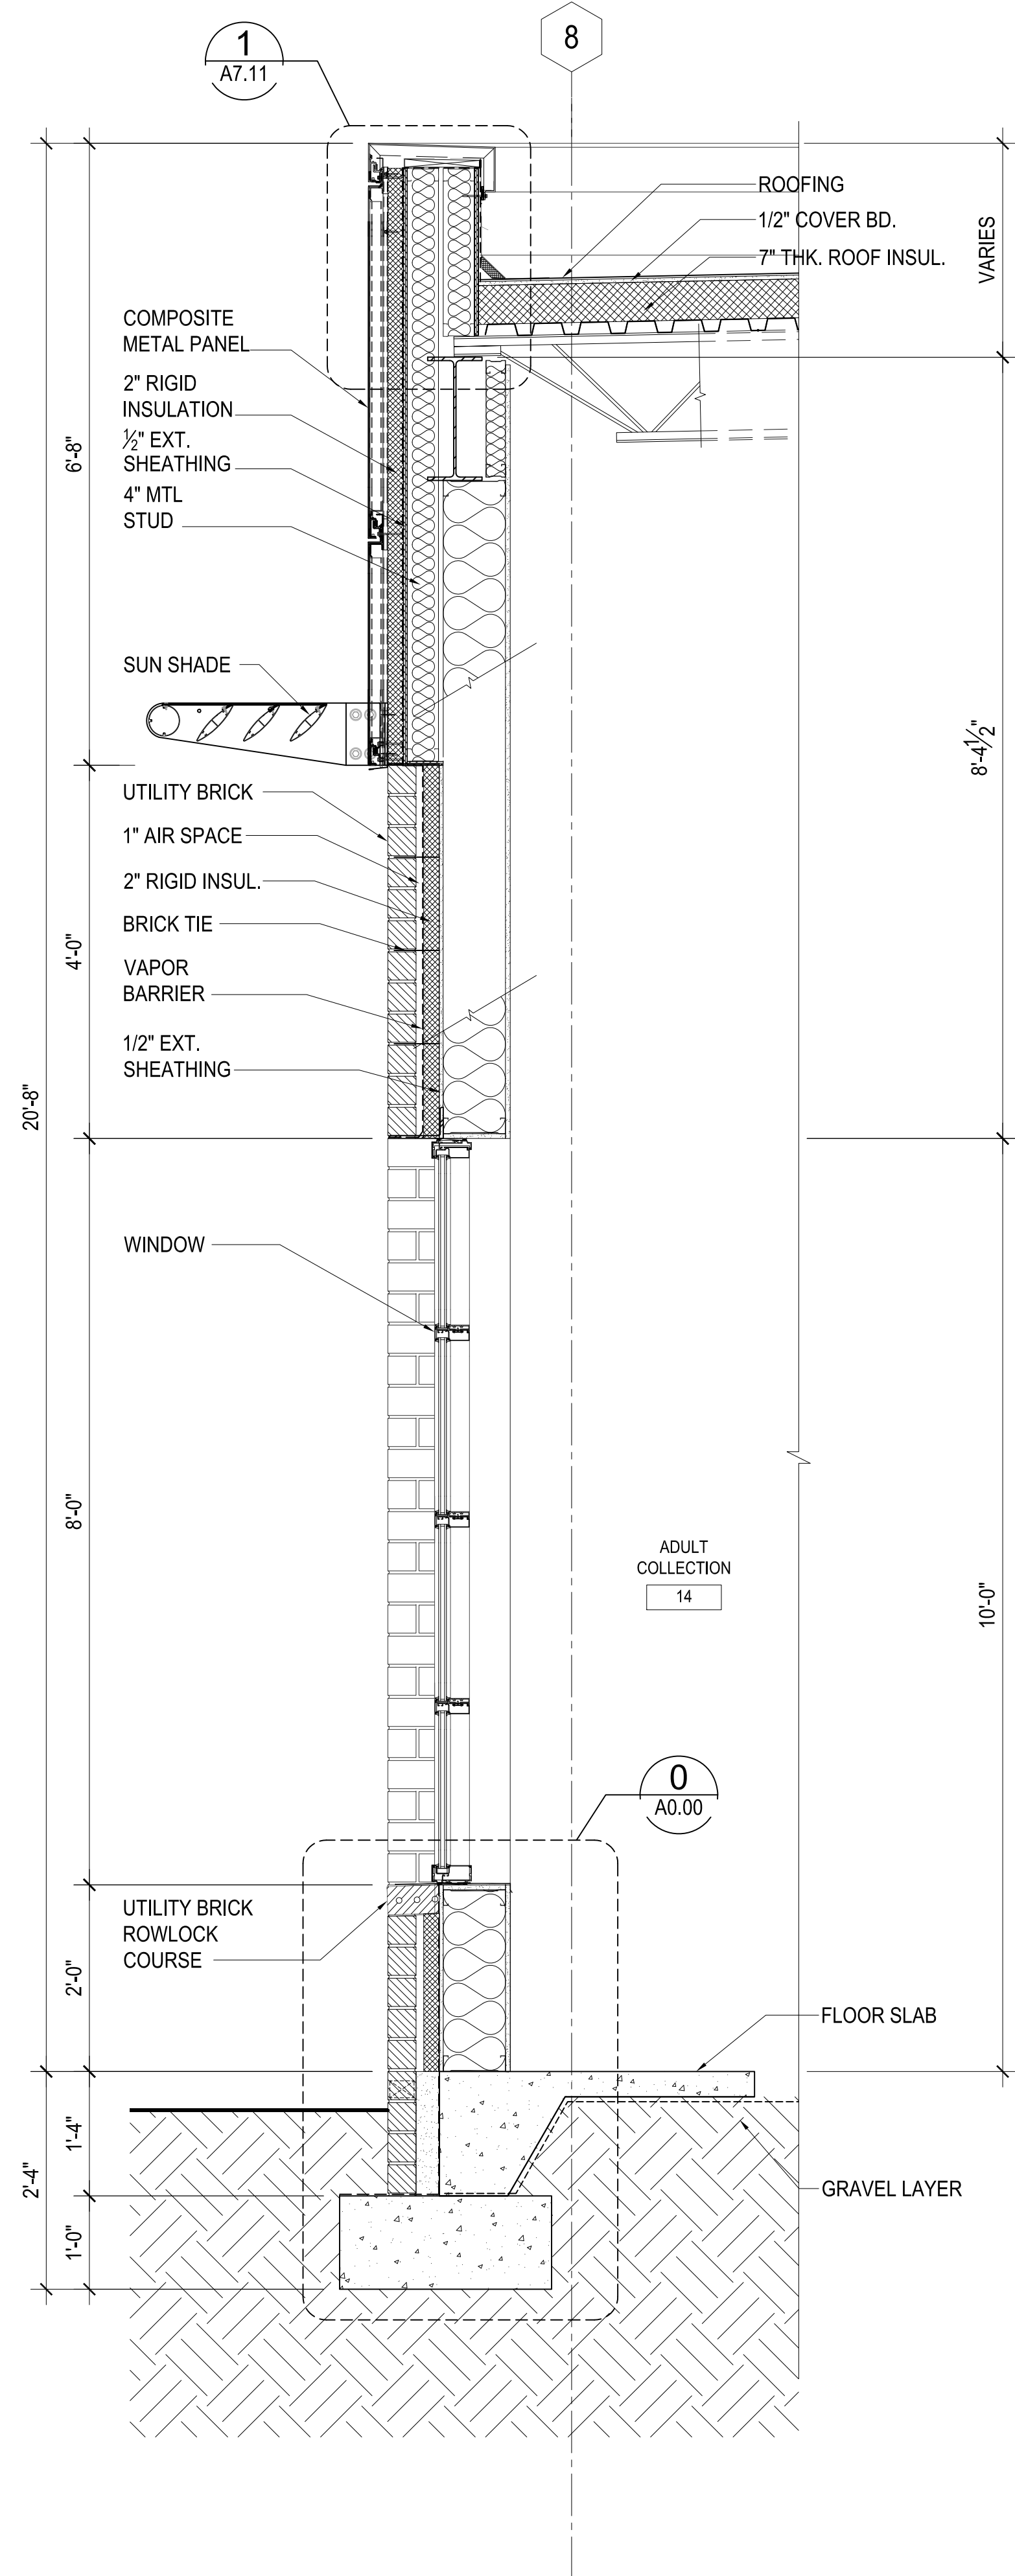 1
A7.11
8
ROOFING
1/2" COVER BD.
7" THK. ROOF INSUL.
VARIES
COMPOSITE
METAL PANEL
2" RIGID
INSULATION
½" EXT.
SHEATHING
4" MTL
STUD
6'-8"
SUN SHADE
8'-4½"
UTILITY BRICK
1" AIR SPACE
2" RIGID INSUL.
BRICK TIE
VAPOR
BARRIER
1/2" EXT.
SHEATHING
4'-0"
20'-8"
WINDOW
8'-0"
ADULT
COLLECTION
14
10'-0"
0
A0.00
UTILITY BRICK
ROWLOCK
COURSE
2'-0"
FLOOR SLAB
1'-4"
2'-4"
GRAVEL LAYER
1'-0"